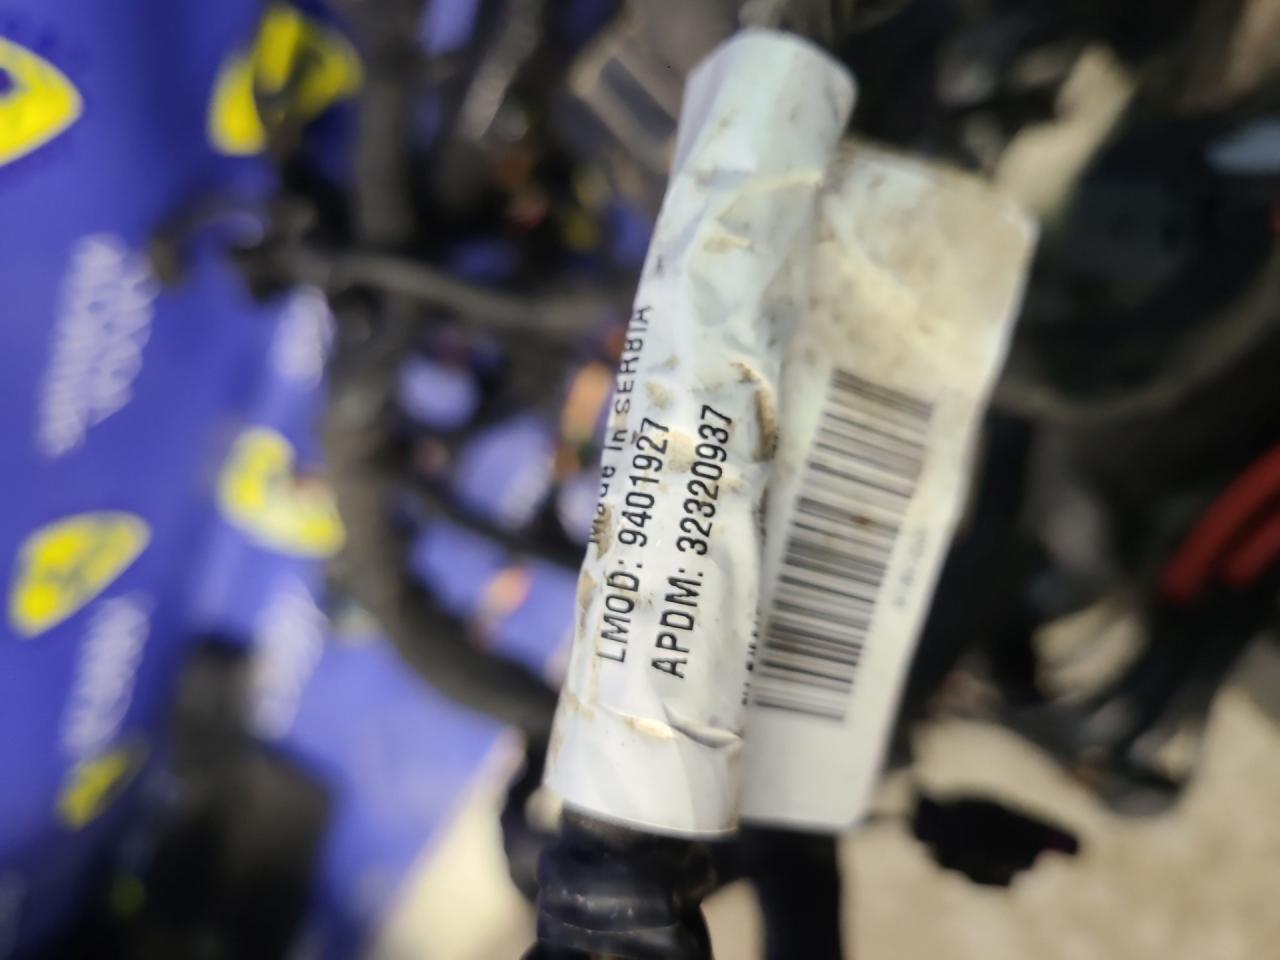 Made in SERBIA
LMOD: 9401927
APDM: 32320937